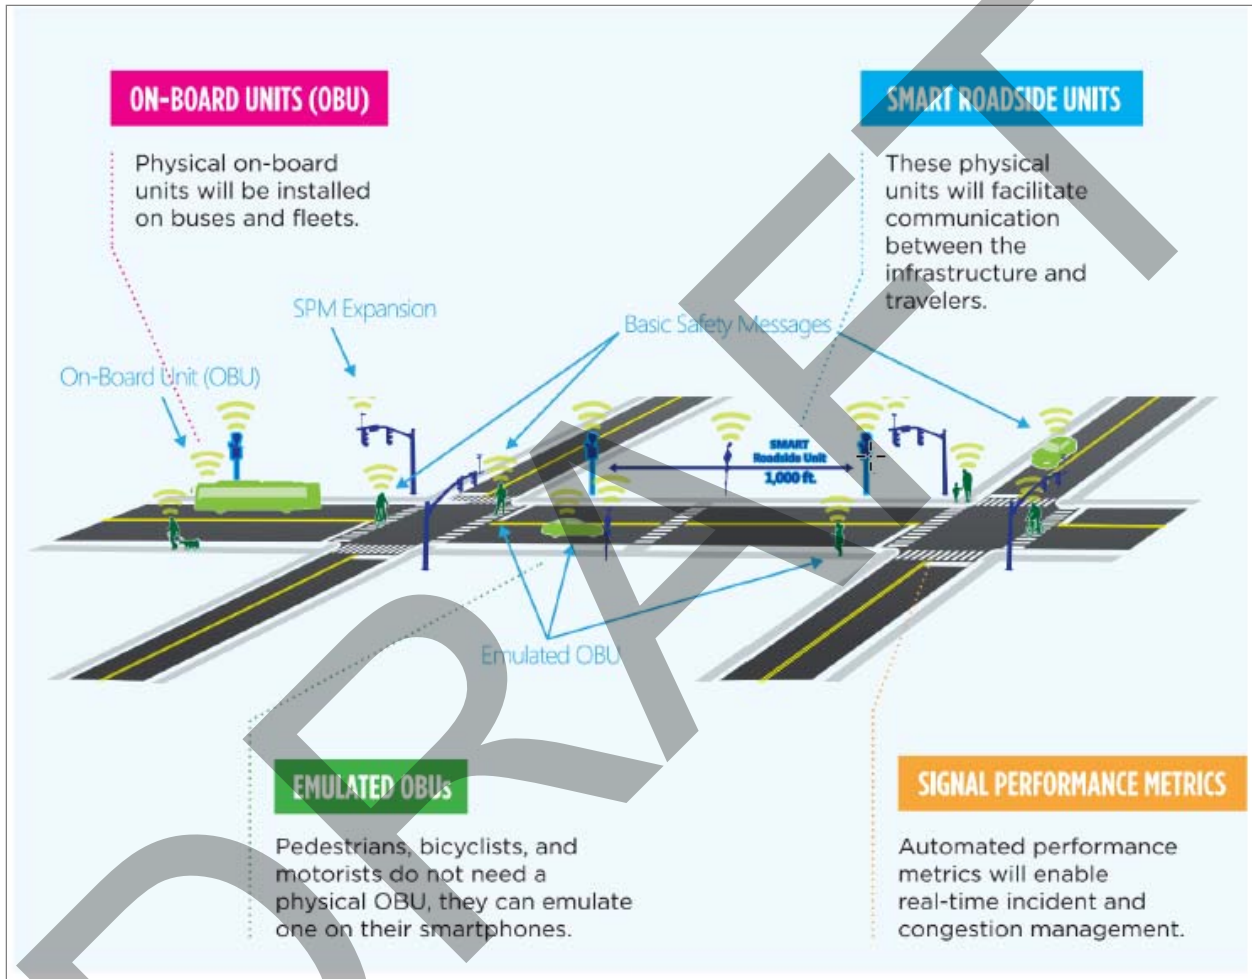 ON-BOARD UNITS (OBU)
Physical on-board
units will be installed
on buses and fleets.
SMART ROADSIDE UNITS
These physical
units will facilitate
communication
between the
infrastructure and
travelers.
SPM Expansion
Basic Safety Messages
On-Board Unit (OBU)
SMART
Roadside Unit
1,000 ft.
Emulated OBU
EMULATED OBUs
Pedestrians, bicyclists, and
motorists do not need a
physical OBU, they can emulate
one on their smartphones.
SIGNAL PERFORMANCE METRICS
Automated performance
metrics will enable
real-time incident and
congestion management.
DRAFT